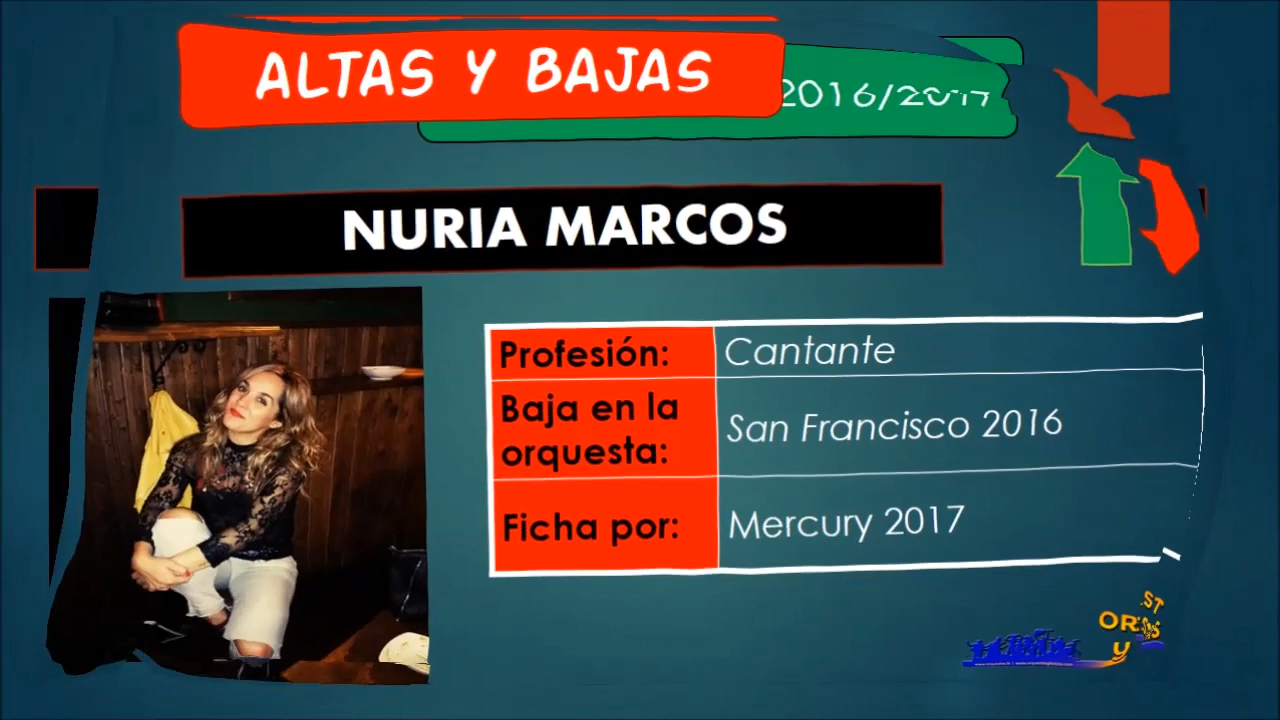 ALTAS Y BAJAS
2016/2017
NURIA MARCOS
Profesión:
Cantante
Baja en la
orquesta:
San Francisco 2016
Ficha por:
Mercury 2017